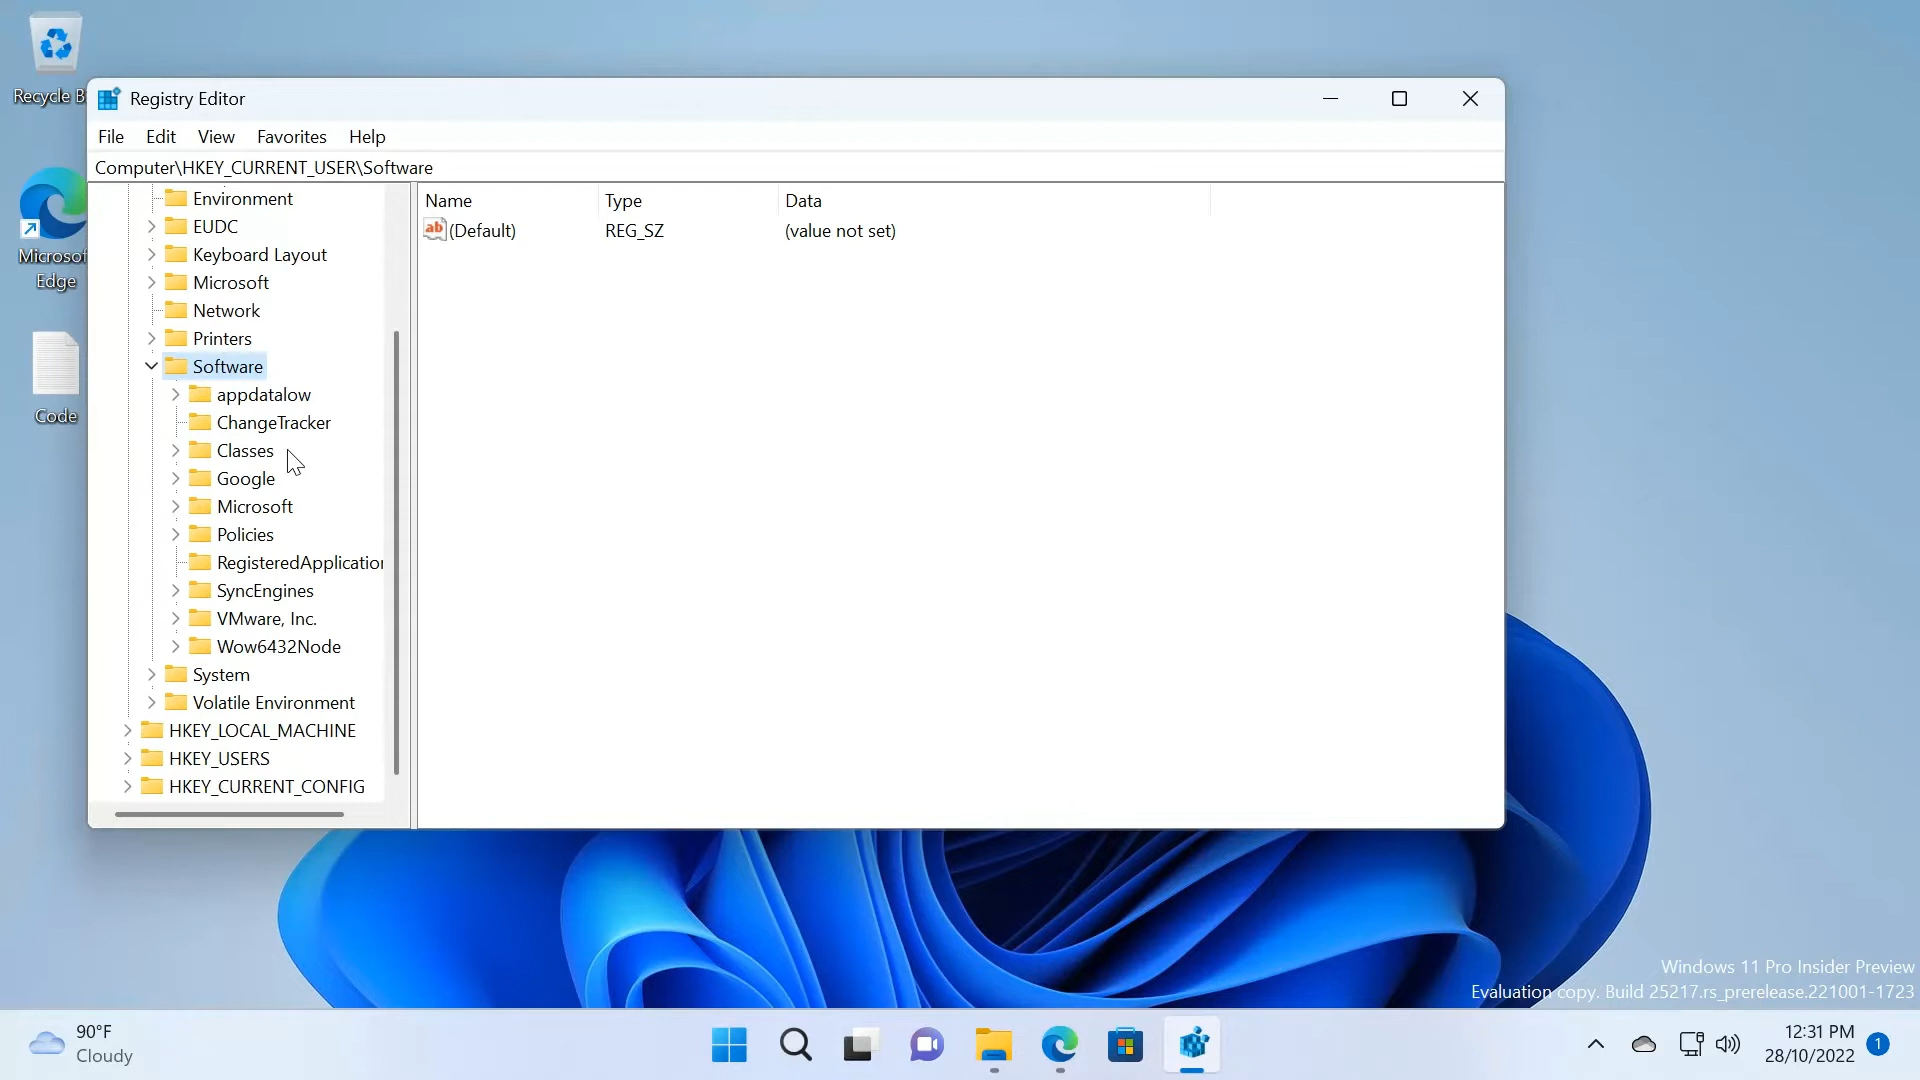 Recycle B
Microsof
Edge
Code
Registry Editor
File Edit View Favorites Help
Computer\HKEY_CURRENT_USER\Software
Environment
EUDC
Keyboard Layout
Microsoft
Network
Printers
Software
appdatalow
ChangeTracker
Classes
Google
Microsoft
Policies
RegisteredApplication
SyncEngines
VMware, Inc.
Wow6432Node
System
Volatile Environment
HKEY_LOCAL_MACHINE
HKEY_USERS
HKEY_CURRENT_CONFIG
Name Type Data
ab (Default) REG_SZ (value not set)
Windows 11 Pro Insider Preview
Evaluation copy. Build 25217.rs_prerelease.221001-1723
90°F
Cloudy
12:31 PM
28/10/2022
1